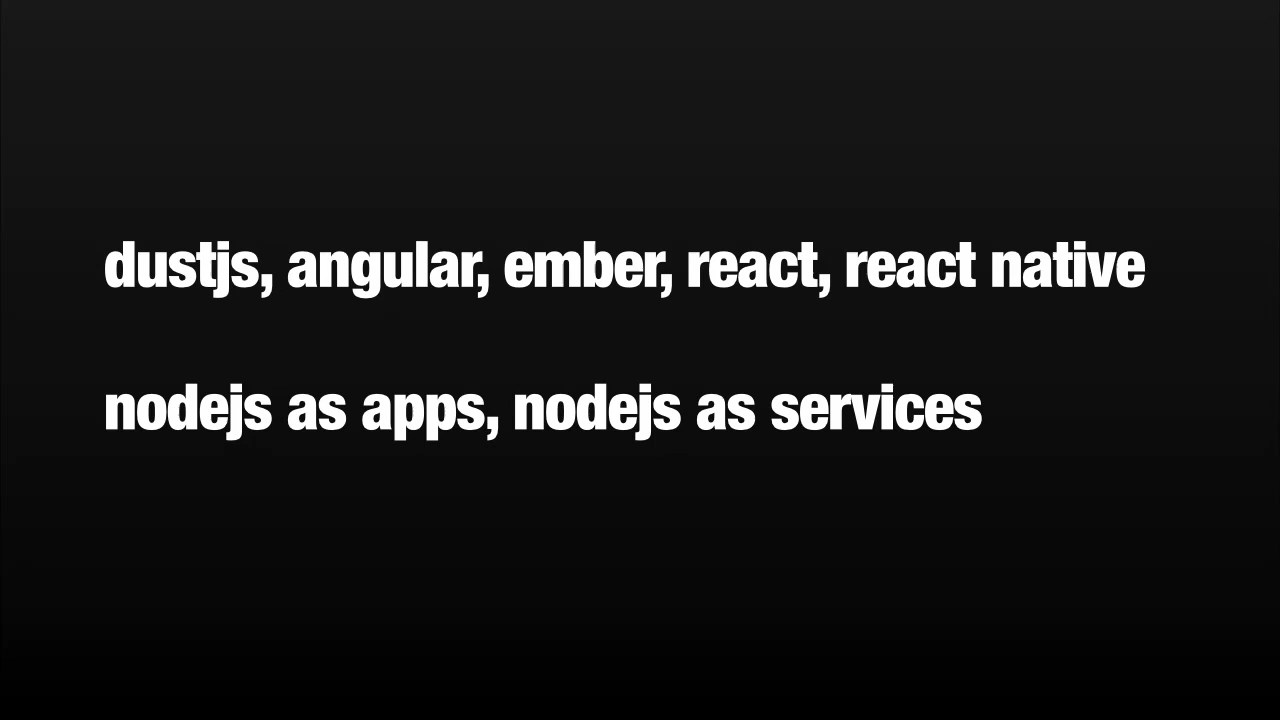 dustjs, angular, ember, react, react native
nodejs as apps, nodejs as services